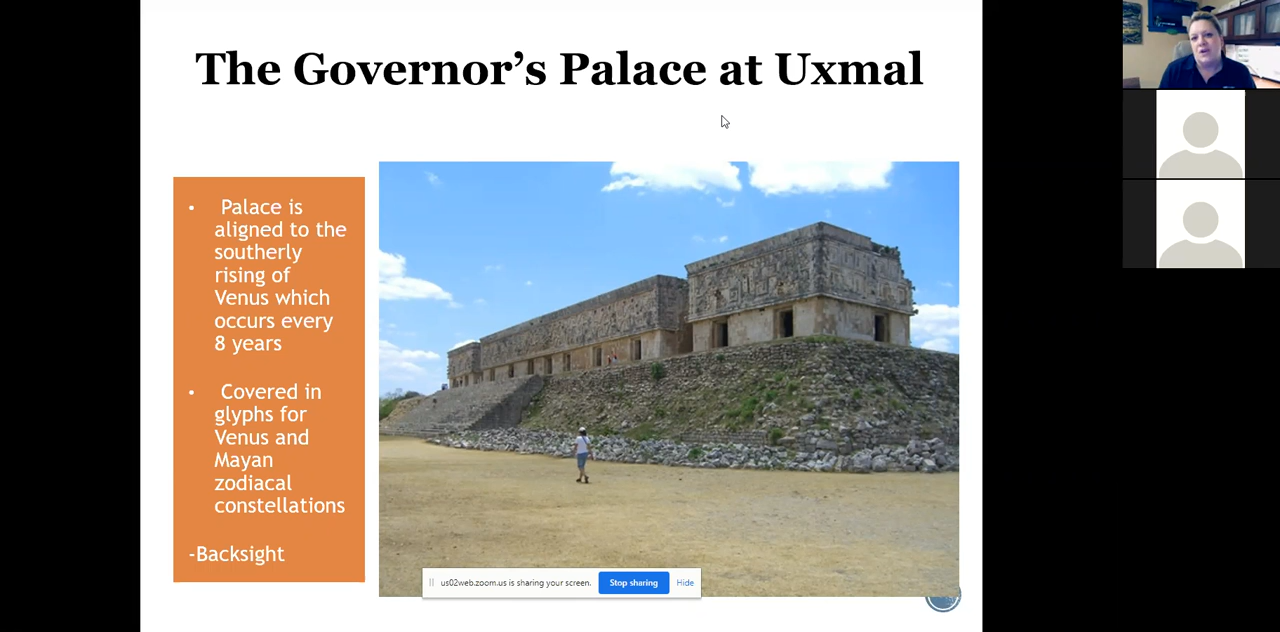 The Governor's Palace at Uxmal
• Palace is
aligned to the
southerly
rising of
Venus which
occurs every
8 years
• Covered in
glyphs for
Venus and
Mayan
zodiacal
constellations
-Backsight
us02web.zoom.us is sharing your screen. Stop sharing Hide